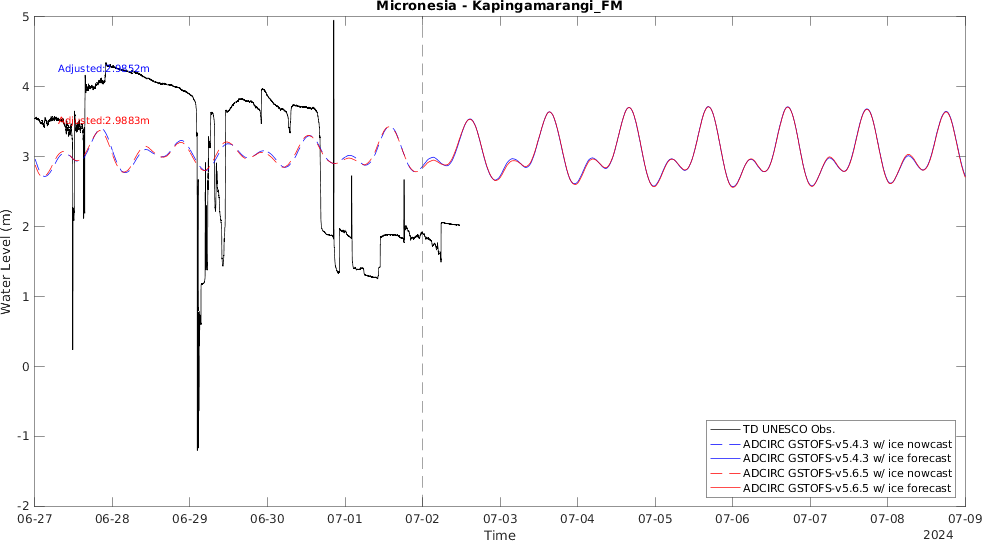 Micronesia - Kapingamarangi_FM
Water Level (m)
5
4
3
2
1
0
-1
-2
Adjusted:2.9852m
Adjusted:2.9883m
TD UNESCO Obs.
ADCIRC GSTOFS-v5.4.3 w/ ice nowcast
ADCIRC GSTOFS-v5.4.3 w/ ice forecast
ADCIRC GSTOFS-v5.6.5 w/ ice nowcast
ADCIRC GSTOFS-v5.6.5 w/ ice forecast
06-27 06-28 06-29 06-30 07-01 07-02 07-03 07-04 07-05 07-06 07-07 07-08 07-09
Time
2024